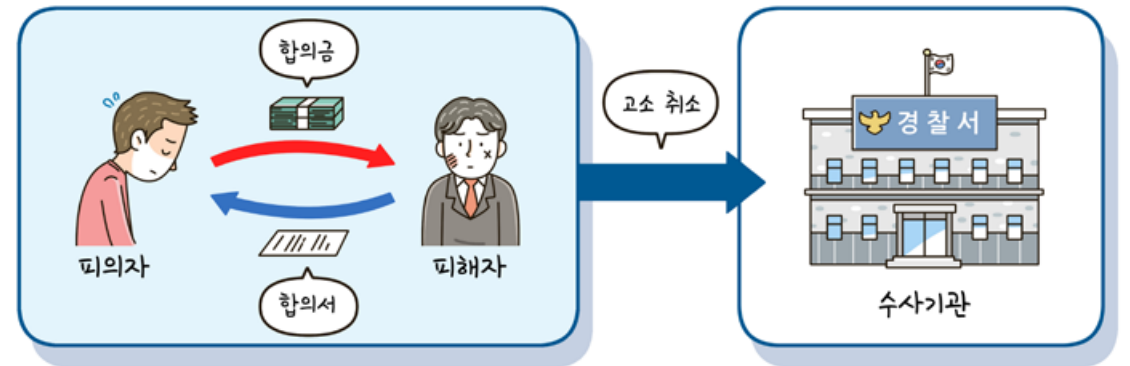 합의금
피의자
피해자
합의서
고소 취소
경찰서
수사기관